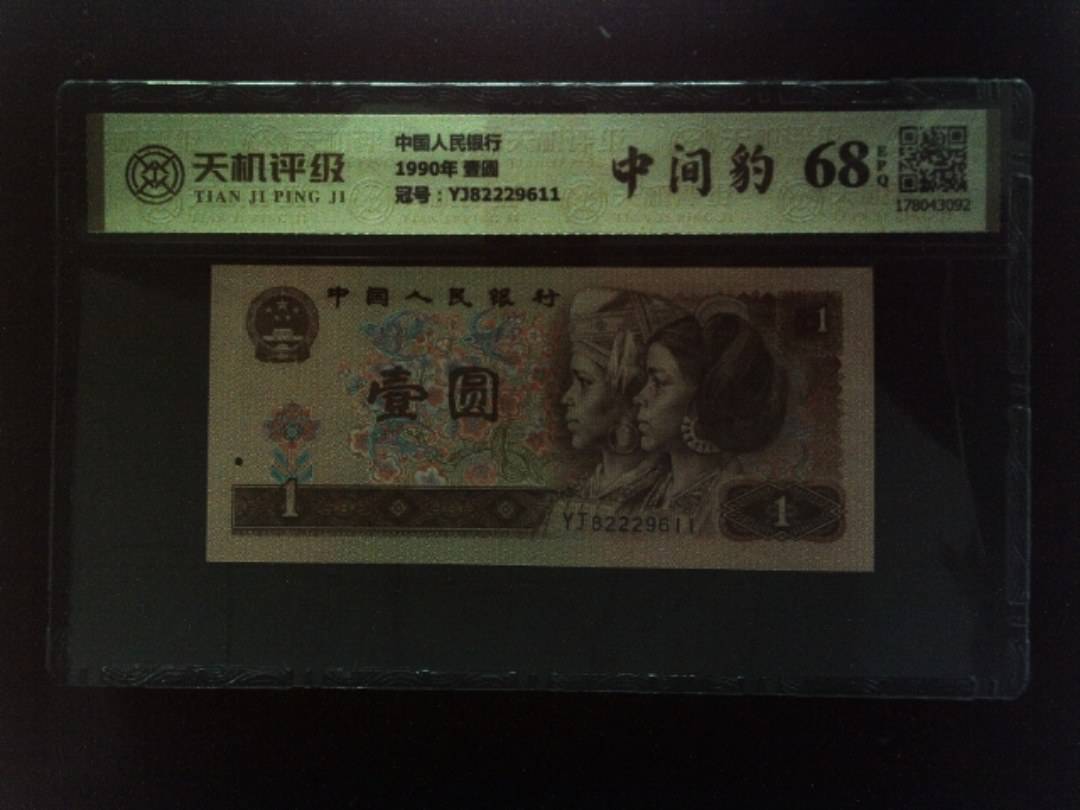 天机评级
TIAN JI PING JI
中国人民银行
1990年 壹圆
冠号：YJ82229611
中间豹
68
EPQ
178043092
中国人民银行
壹圆
1
1
1
YJ82229611